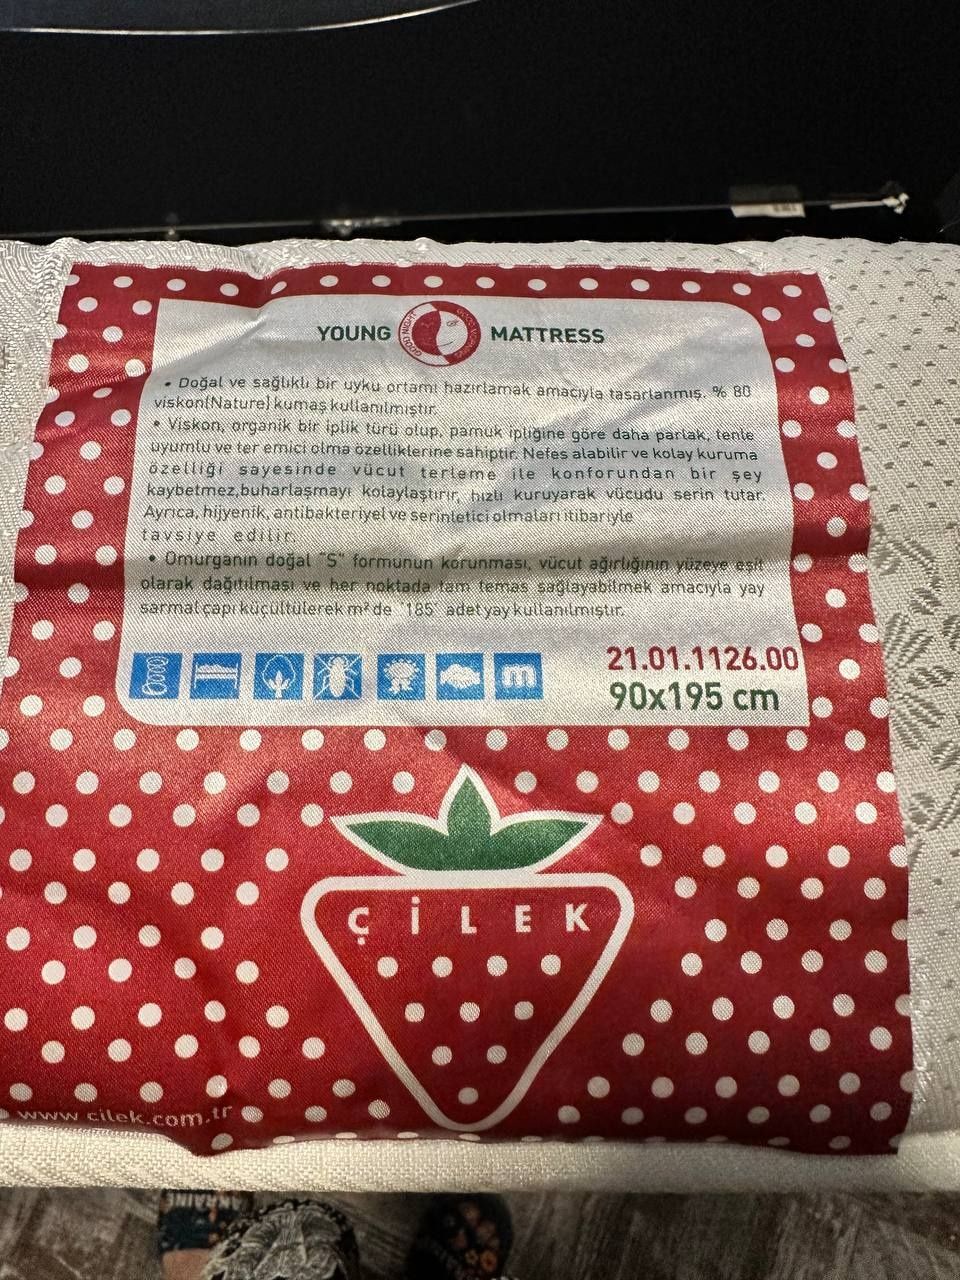 YOUNG MATTRESS
• Doğal ve sağlıklı bir uyku ortamı hazırlamak amacıyla tasarlanmış. % 80
viskon(Nature) kumaş kullanılmıştır.
• Viskon, organik bir iplik türü olup, pamuk ipliğine göre daha parlak, tenle
uyumlu ve ter emici olma özelliklerine sahiptir. Nefes alabilir ve kolay kuruma
özelliği sayesinde vücut terleme ile konforundan bir şey
kaybetmez,buharlaşmayı kolaylaştırır, hızlı kuruyarak vücudu serin tutar.
Ayrıca, hijyenik, antibakteriyel ve serinletici olmaları itibariyle
tavsiye edilir.
• Omurganın doğal "S" formunun korunması, vücut ağırlığının yüzeye eşit
olarak dağıtılması ve her noktada tam temas sağlayabilmek amacıyla yay
sarmal çapı küçültülerek m² de "185" adet yay kullanılmıştır.
m
21.01.1126.00
90x195 cm
ÇİLEK
www.cilek.com.tr